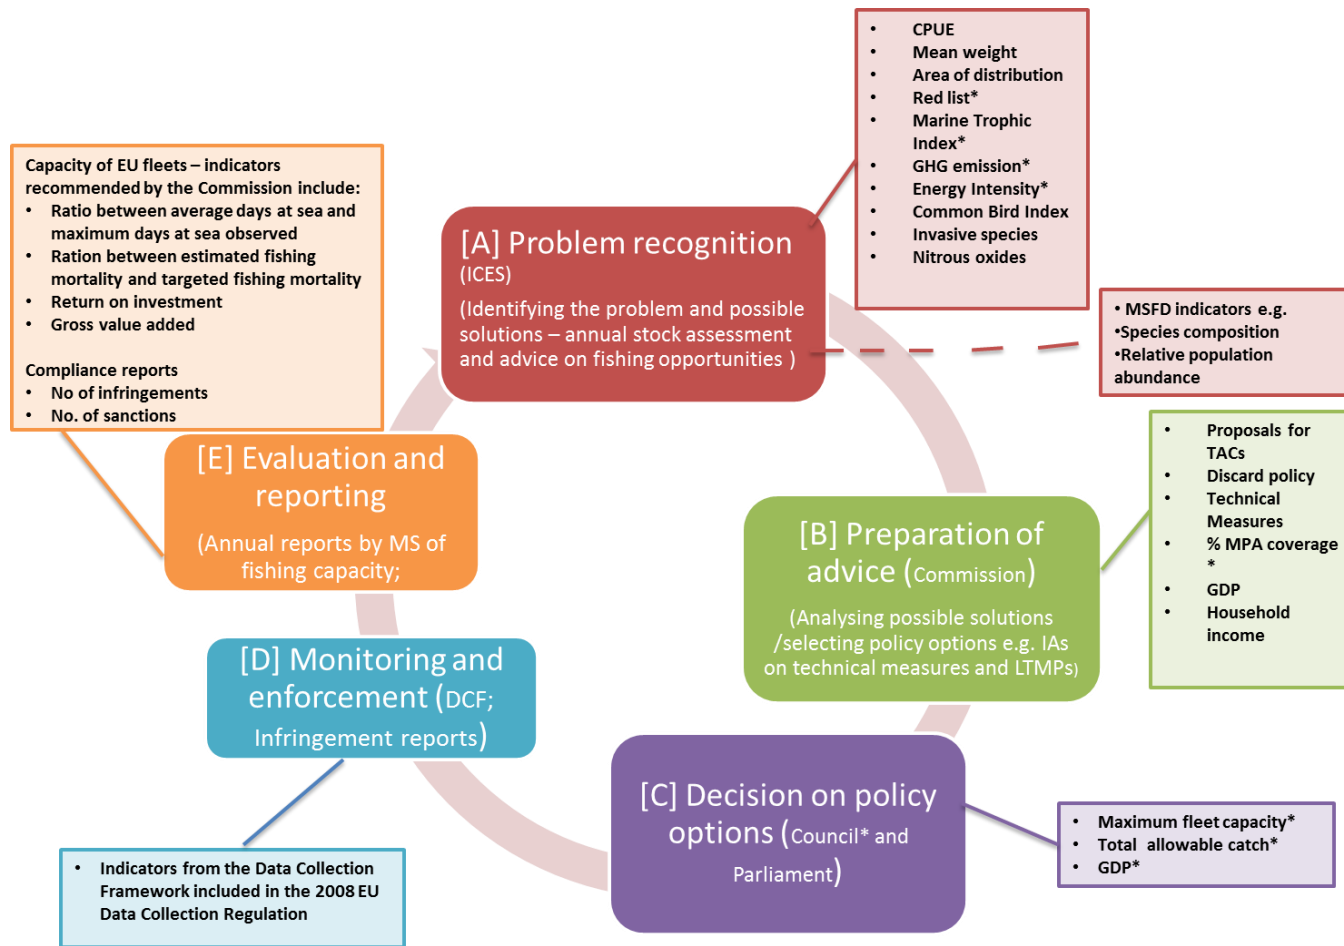 • CPUE
• Mean weight
• Area of distribution
• Red list*
• Marine Trophic
Index*
• GHG emission*
• Energy Intensity*
• Common Bird Index
• Invasive species
• Nitrous oxides
Capacity of EU fleets – indicators
recommended by the Commission include:
• Ratio between average days at sea and
maximum days at sea observed
• Ration between estimated fishing
mortality and targeted fishing mortality
• Return on investment
• Gross value added
Compliance reports
• No of infringements
• No. of sanctions
[A] Problem recognition
(ICES)
(Identifying the problem and possible
solutions – annual stock assessment
and advice on fishing opportunities )
• MSFD indicators e.g.
•Species composition
•Relative population
abundance
• Proposals for
TACs
• Discard policy
• Technical
Measures
• % MPA coverage
*
• GDP
• Household
income
[E] Evaluation and
reporting
(Annual reports by MS of
fishing capacity;
[B] Preparation of
advice (Commission)
(Analysing possible solutions
/selecting policy options e.g. IAs
on technical measures and LTMPs)
[D] Monitoring and
enforcement (DCF;
Infringement reports)
[C] Decision on policy
options (Council* and
Parliament)
• Maximum fleet capacity*
• Total allowable catch*
• GDP*
• Indicators from the Data Collection
Framework included in the 2008 EU
Data Collection Regulation